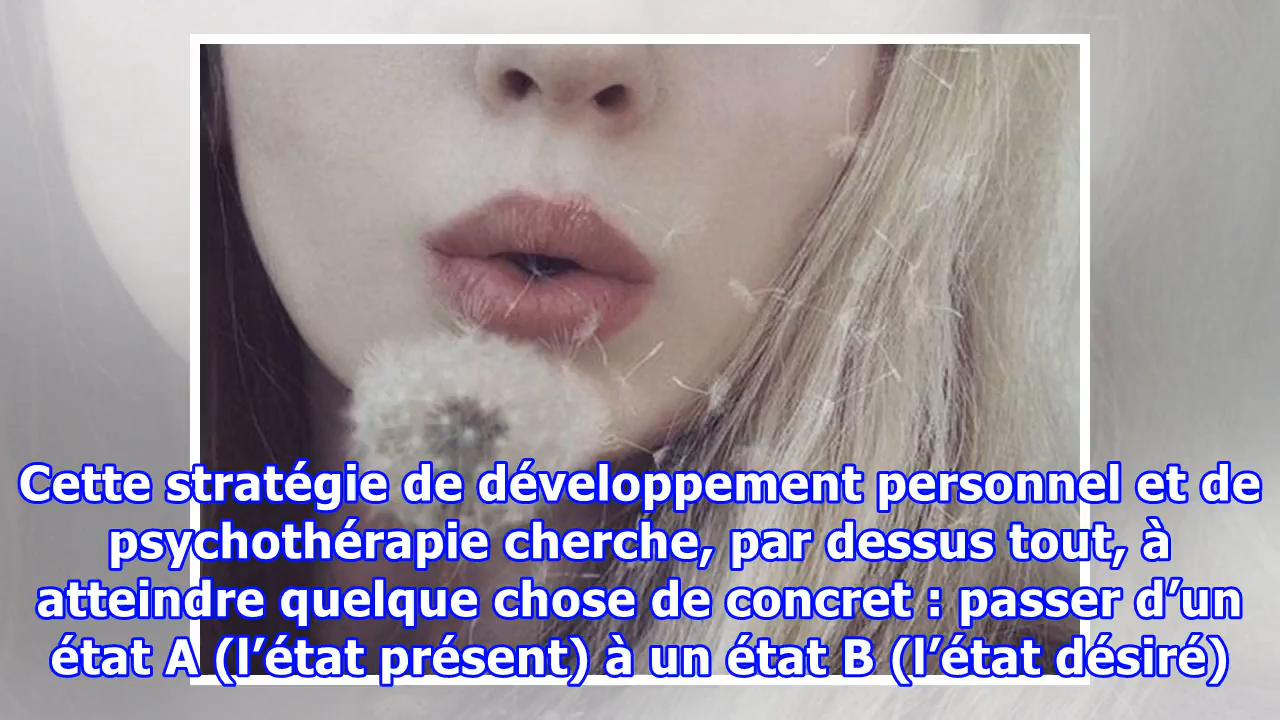 Cette stratégie de développement personnel et de
psychothérapie cherche, par dessus tout, à
atteindre quelque chose de concret : passer d’un
état A (l’état présent) à un état B (l’état désiré)